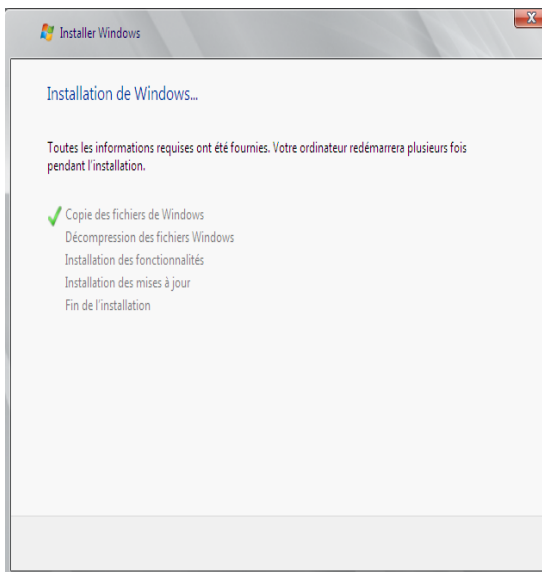 Installer Windows
Installation de Windows...
Toutes les informations requises ont été fournies. Votre ordinateur redémarrera plusieurs fois
pendant l'installation.
Copie des fichiers de Windows
Décompression des fichiers Windows
Installation des fonctionnalités
Installation des mises à jour
Fin de l'installation